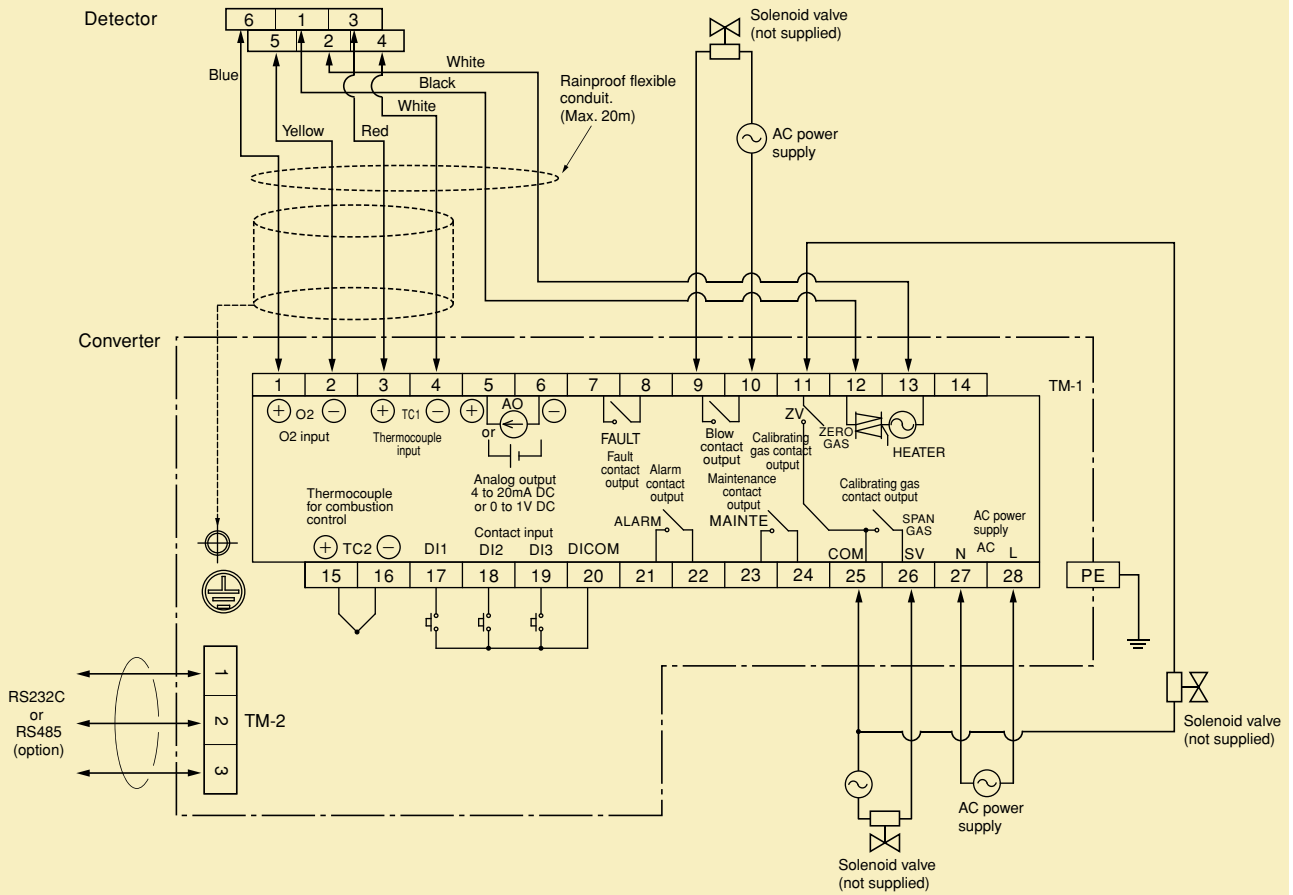 Detector
6 1 3
5 2 4
Blue
Yellow
Red
White
Black
White
Rainproof flexible
conduit.
(Max. 20m)
Solenoid valve
(not supplied)
AC power
supply
Converter
1 2 3 4 5 6 7 8 9 10 11 12 13 14
TM-1
+ O2 −
O2 input
+ TC1 −
Thermocouple
input
+ AO −
or
Analog output
4 to 20mA DC
or 0 to 1V DC
FAULT
Fault
contact
output
Alarm
contact
output
ALARM
Blow
contact
output
Maintenance
contact
output
MAINTE
ZV
Calibrating
gas contact
output
ZERO
GAS
HEATER
Calibrating gas
contact output
SPAN
GAS
COM
SV
AC power
supply
AC
N L
Thermocouple
for combustion
control
+ TC2 −
Contact input
DI1 DI2 DI3 DICOM
15 16 17 18 19 20 21 22 23 24 25 26 27 28
PE
1
2
3
TM-2
RS232C
or
RS485
(option)
Solenoid valve
(not supplied)
AC power
supply
Solenoid valve
(not supplied)